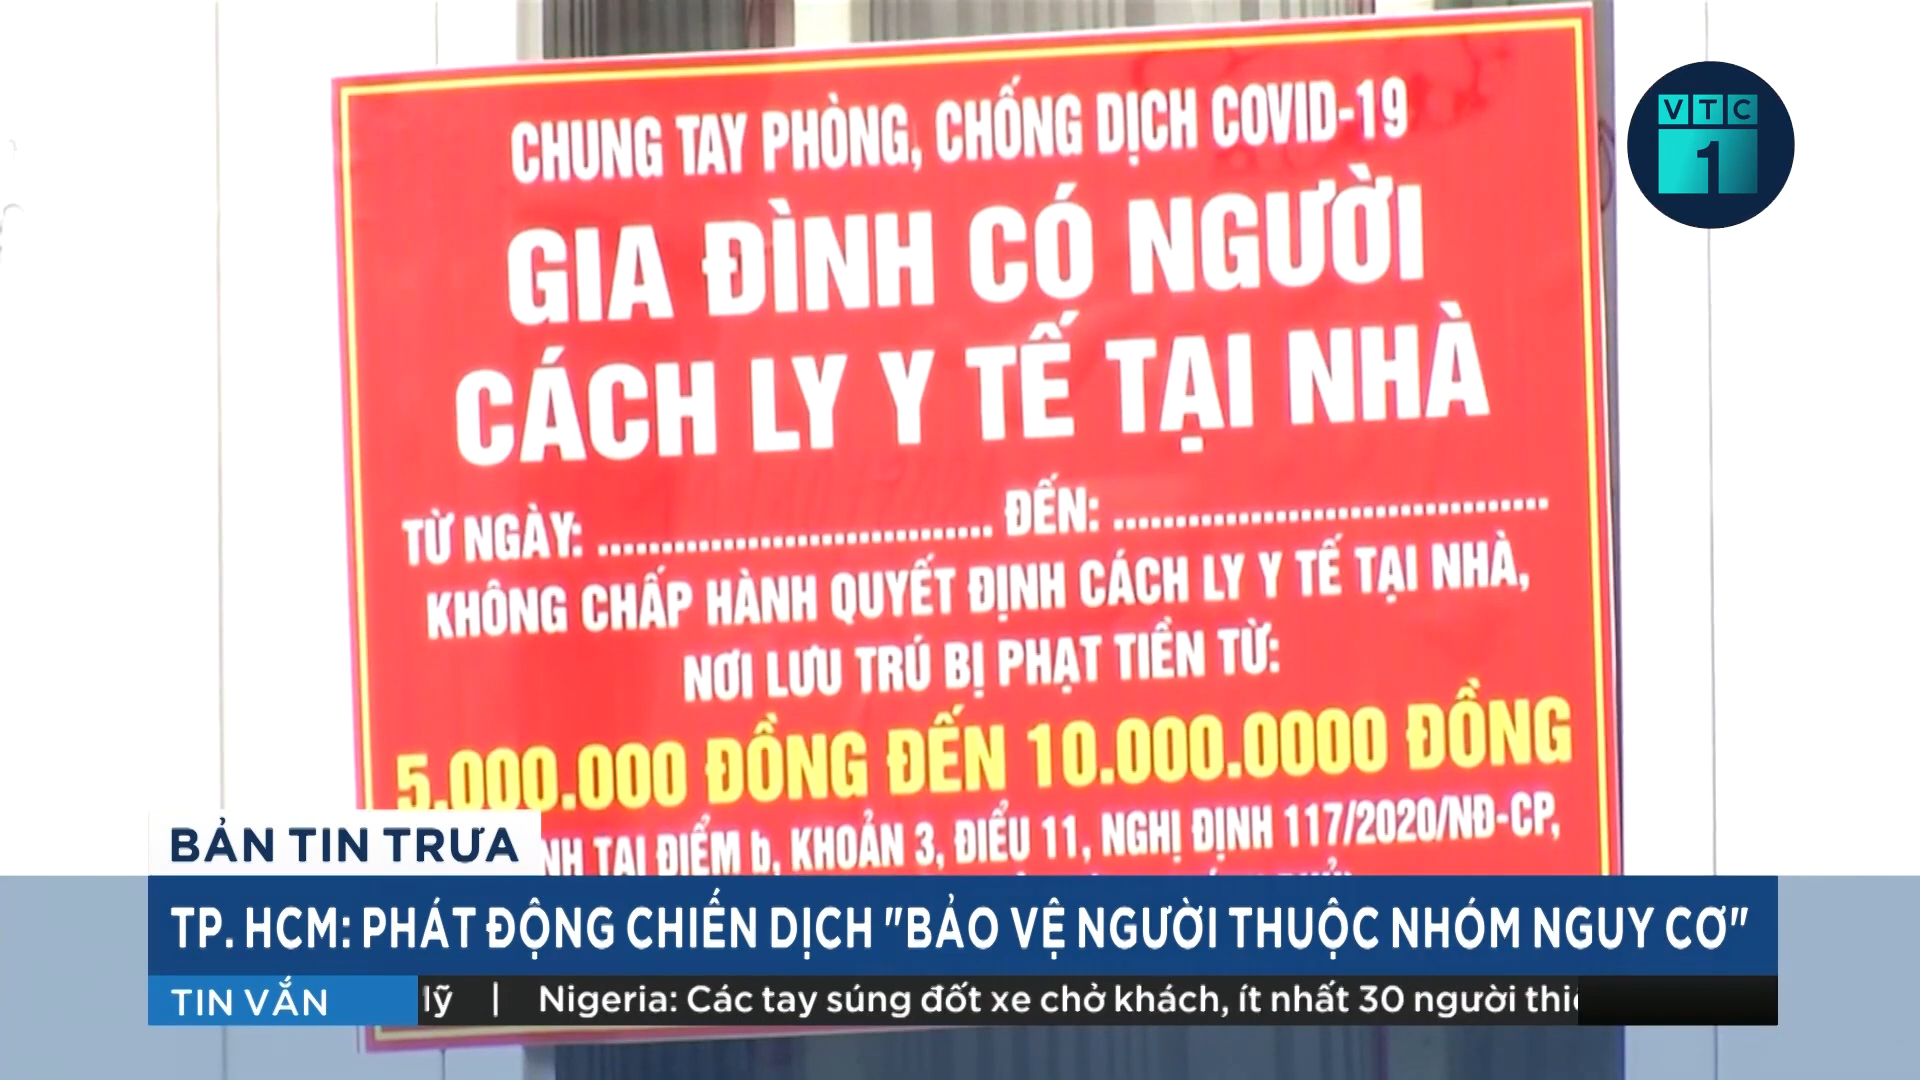 CHUNG TAY PHÒNG, CHỐNG DỊCH COVID-19
GIA ĐÌNH CÓ NGƯỜI
CÁCH LY Y TẾ TẠI NHÀ
TỪ NGÀY: ............................... ĐẾN: ..................................
KHÔNG CHẤP HÀNH QUYẾT ĐỊNH CÁCH LY Y TẾ TẠI NHÀ,
NƠI LƯU TRÚ BỊ PHẠT TIỀN TỪ:
5.000.000 ĐỒNG ĐẾN 10.000.0000 ĐỒNG
TẠI ĐIỂM b, KHOẢN 3, ĐIỀU 11, NGHỊ ĐỊNH 117/2020/NĐ-CP,
VTC
1
BẢN TIN TRƯA
TP. HCM: PHÁT ĐỘNG CHIẾN DỊCH "BẢO VỆ NGƯỜI THUỘC NHÓM NGUY CƠ"
TIN VẮN
lỹ | Nigeria: Các tay súng đốt xe chở khách, ít nhất 30 người